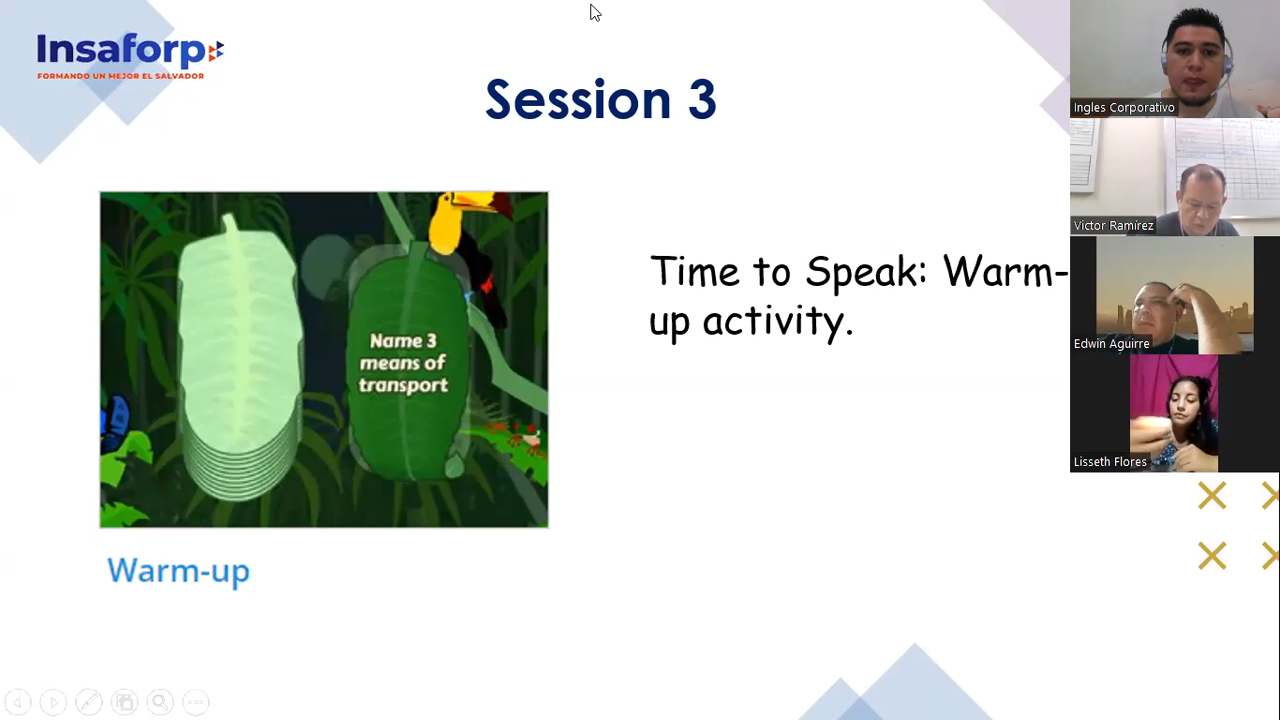 Insaforp
FORMANDO UN MEJOR EL SALVADOR
Session 3
Name 3
means of
transport
Time to Speak: Warm-
up activity.
Warm-up
Ingles Corporativo
Victor Ramírez
Edwin Aguirre
Lisseth Flores